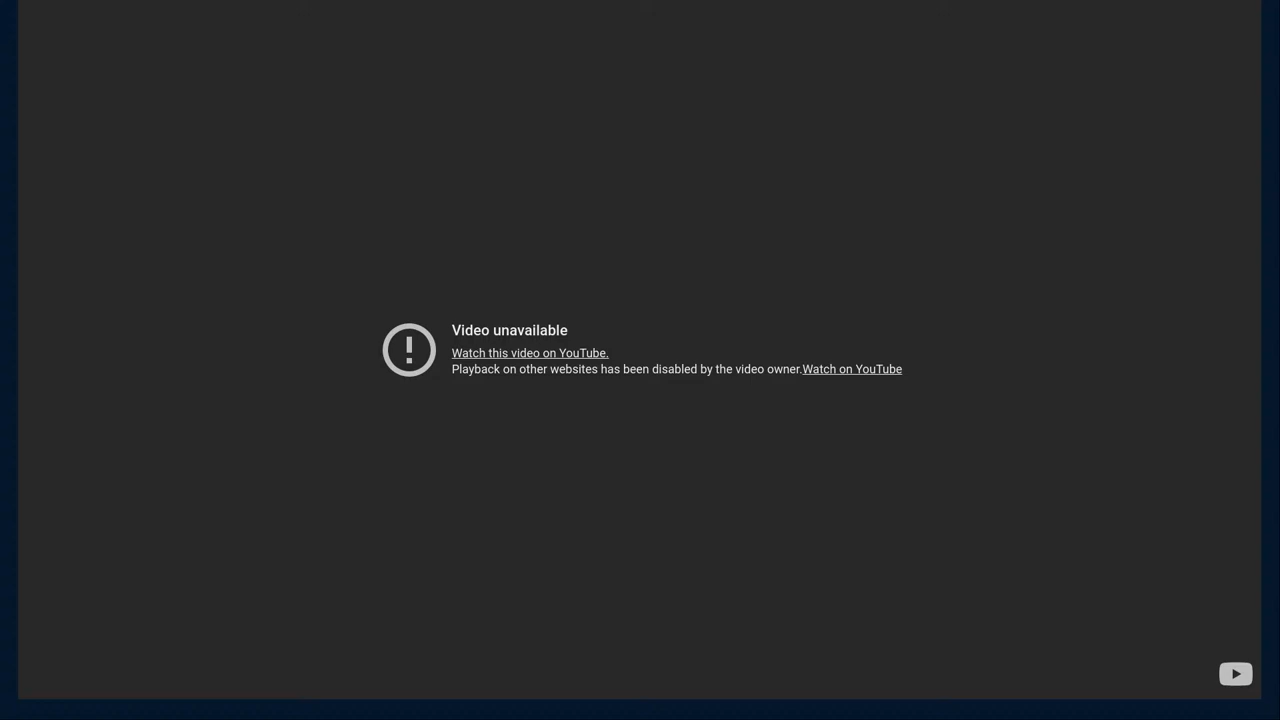 Video unavailable
Watch this video on YouTube.
Playback on other websites has been disabled by the video owner.Watch on YouTube